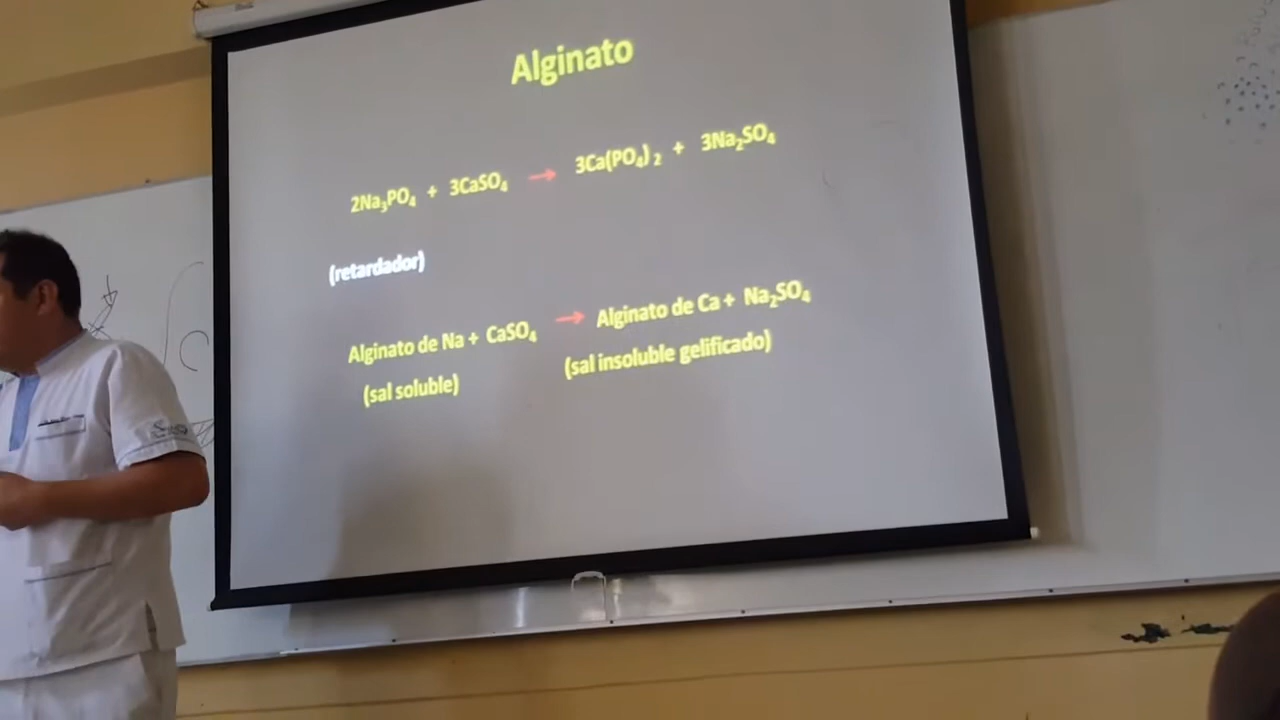 Alginato
2Na₃PO₄ + 3CaSO₄ → 3Ca(PO₄)₂ + 3Na₂SO₄
(retardador)
Alginato de Na + CaSO₄ → Alginato de Ca + Na₂SO₄
(sal soluble) (sal insoluble gelificado)